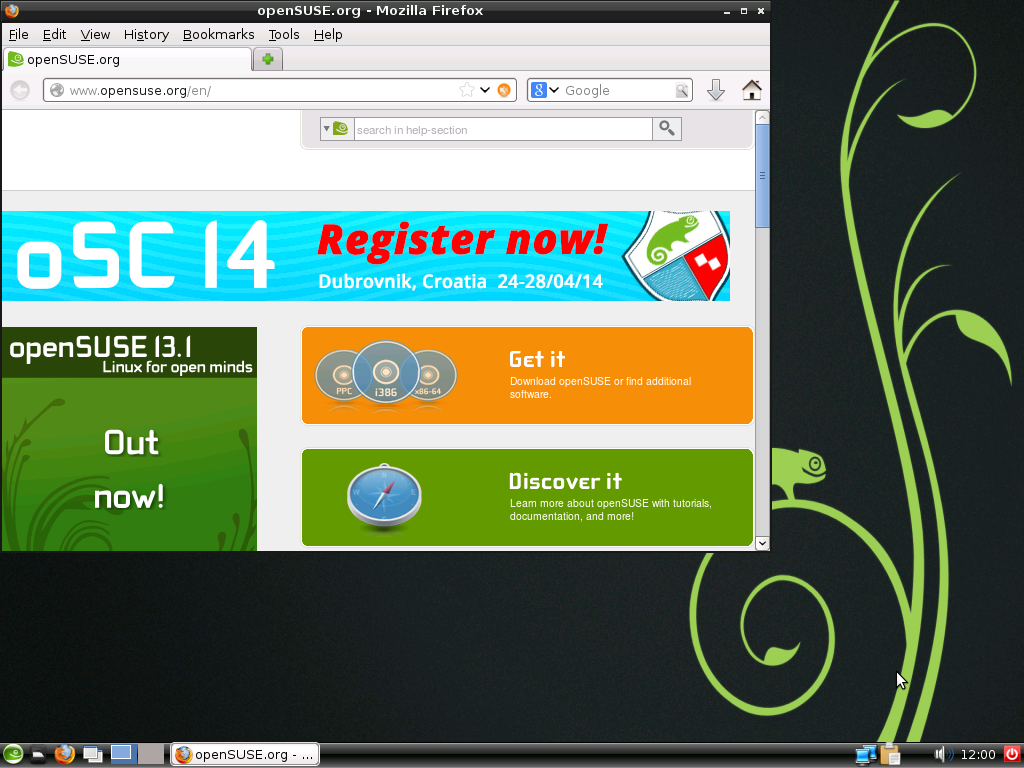 openSUSE.org - Mozilla Firefox
File Edit View History Bookmarks Tools Help
openSUSE.org
www.opensuse.org/en/
Google
search in help-section
oSC 14
Register now!
Dubrovnik, Croatia 24-28/04/14
openSUSE 13.1
Linux for open minds
Out
now!
PPC
i386
x86-64
Get it
Download openSUSE or find additional
software.
Discover it
Learn more about openSUSE with tutorials,
documentation, and more!
openSUSE.org - ...
12:00